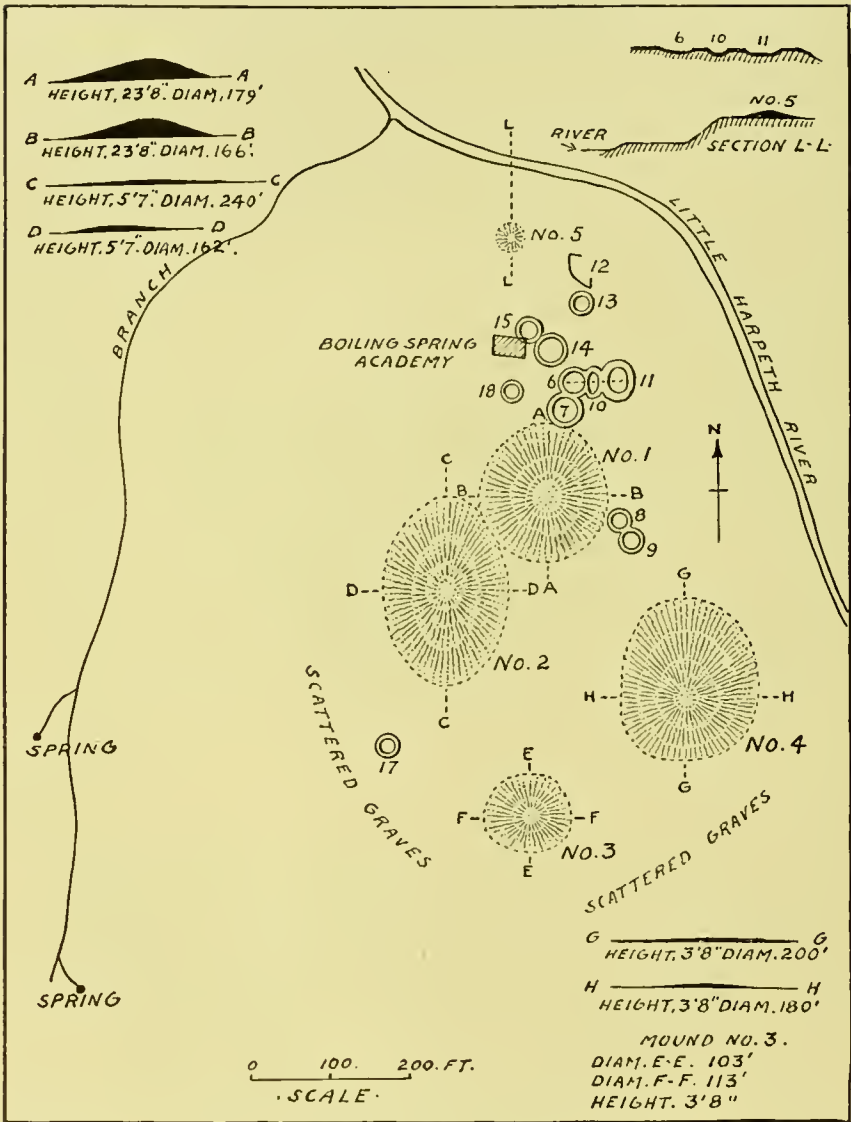 6 10 11
A A
HEIGHT, 23'8". DIAM, 179'
B B
HEIGHT, 23'8". DIAM. 166'.
C C
HEIGHT, 5'7". DIAM. 240'
D D
HEIGHT, 5'7" DIAM. 162'.
NO. 5
RIVER
SECTION L-L.
L
NO. 5
L
12
13
LITTLE HARPETH RIVER
BRANCH
15
14
BOILING SPRING
ACADEMY
18
6
10
11
7
A
NO. 1
N
C
B B
8
9
D D A
G
NO. 2
C
H H
NO. 4
G
SCATTERED GRAVES
SPRING
17
E
F F
NO. 3
E
SCATTERED GRAVES
G G
HEIGHT, 3'8" DIAM. 200'
H H
HEIGHT, 3'8" DIAM. 180'
SPRING
MOUND NO. 3.
DIAM. E-E. 103'
DIAM. F-F. 113'
HEIGHT. 3'8"
0 100. 200. FT.
. SCALE .